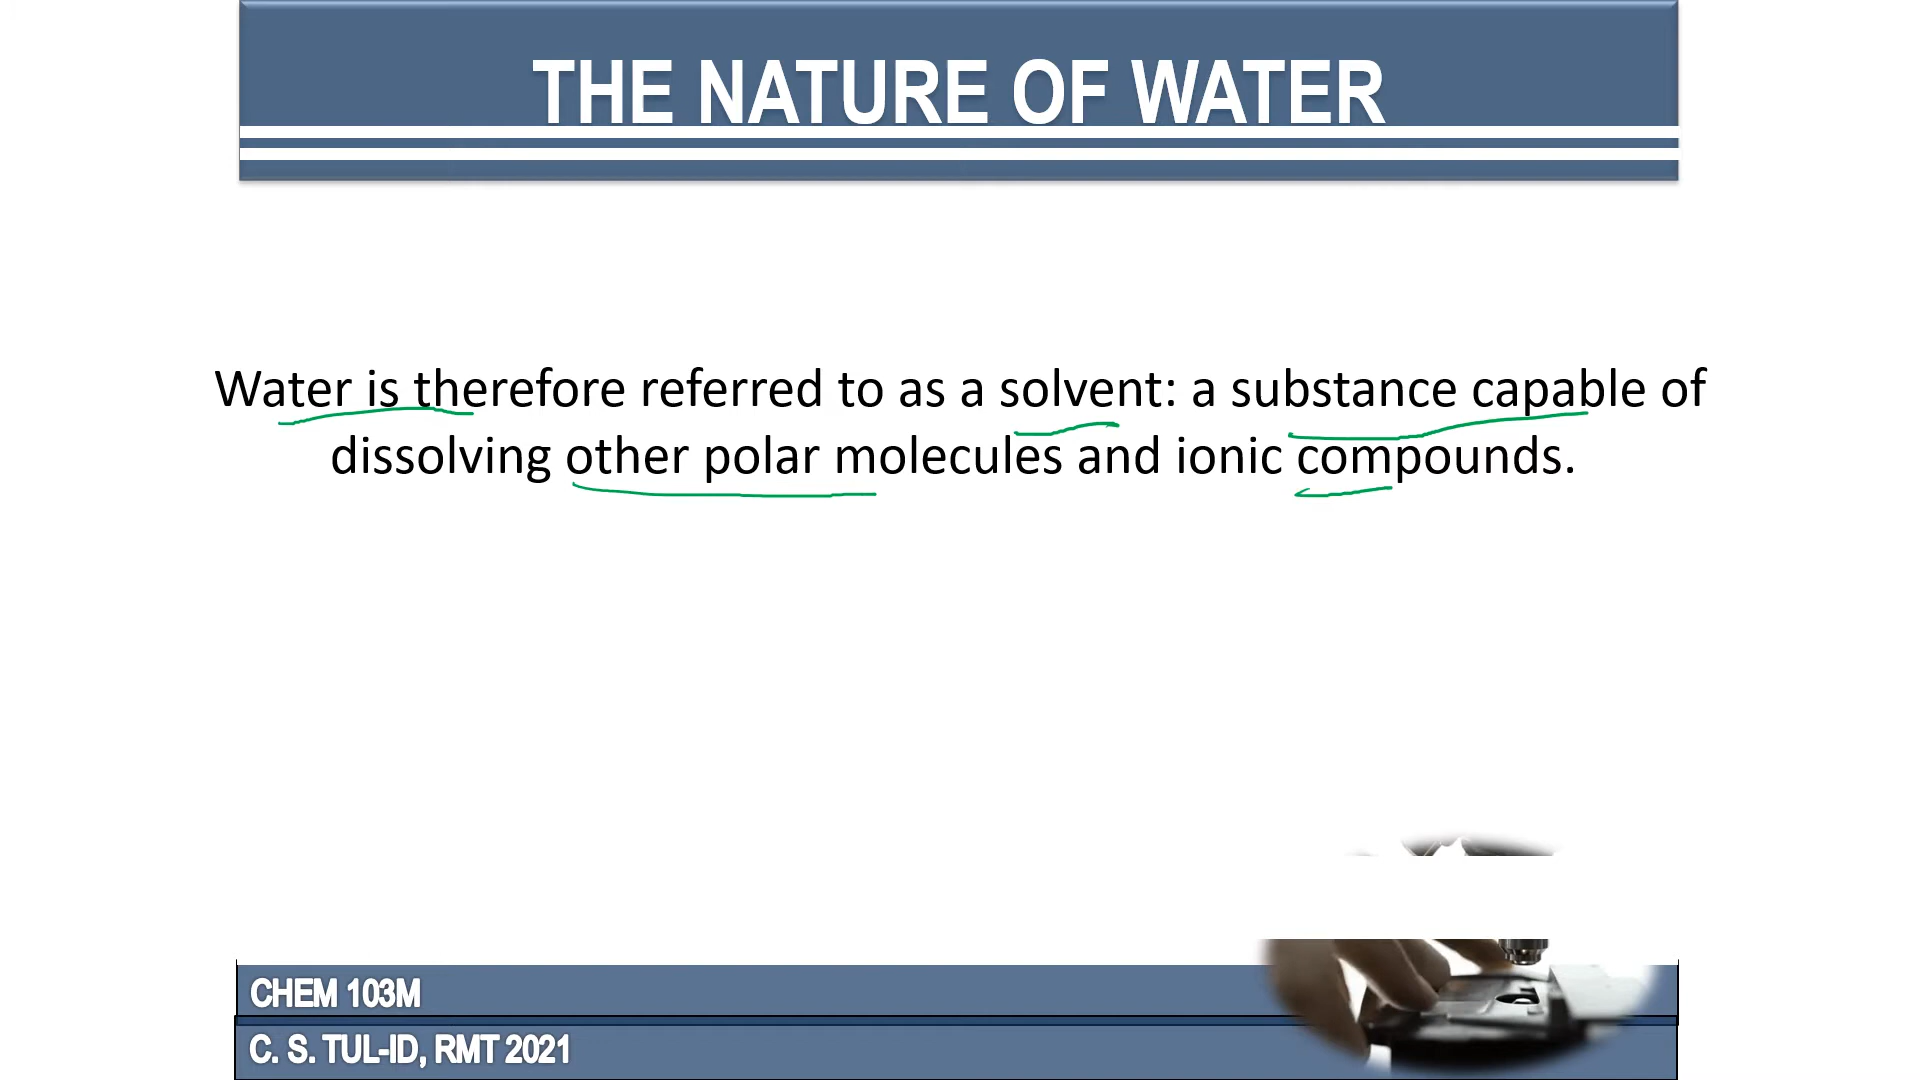 THE NATURE OF WATER
Water is therefore referred to as a solvent: a substance capable of
dissolving other polar molecules and ionic compounds.
CHEM 103M
C. S. TUL-ID, RMT 2021